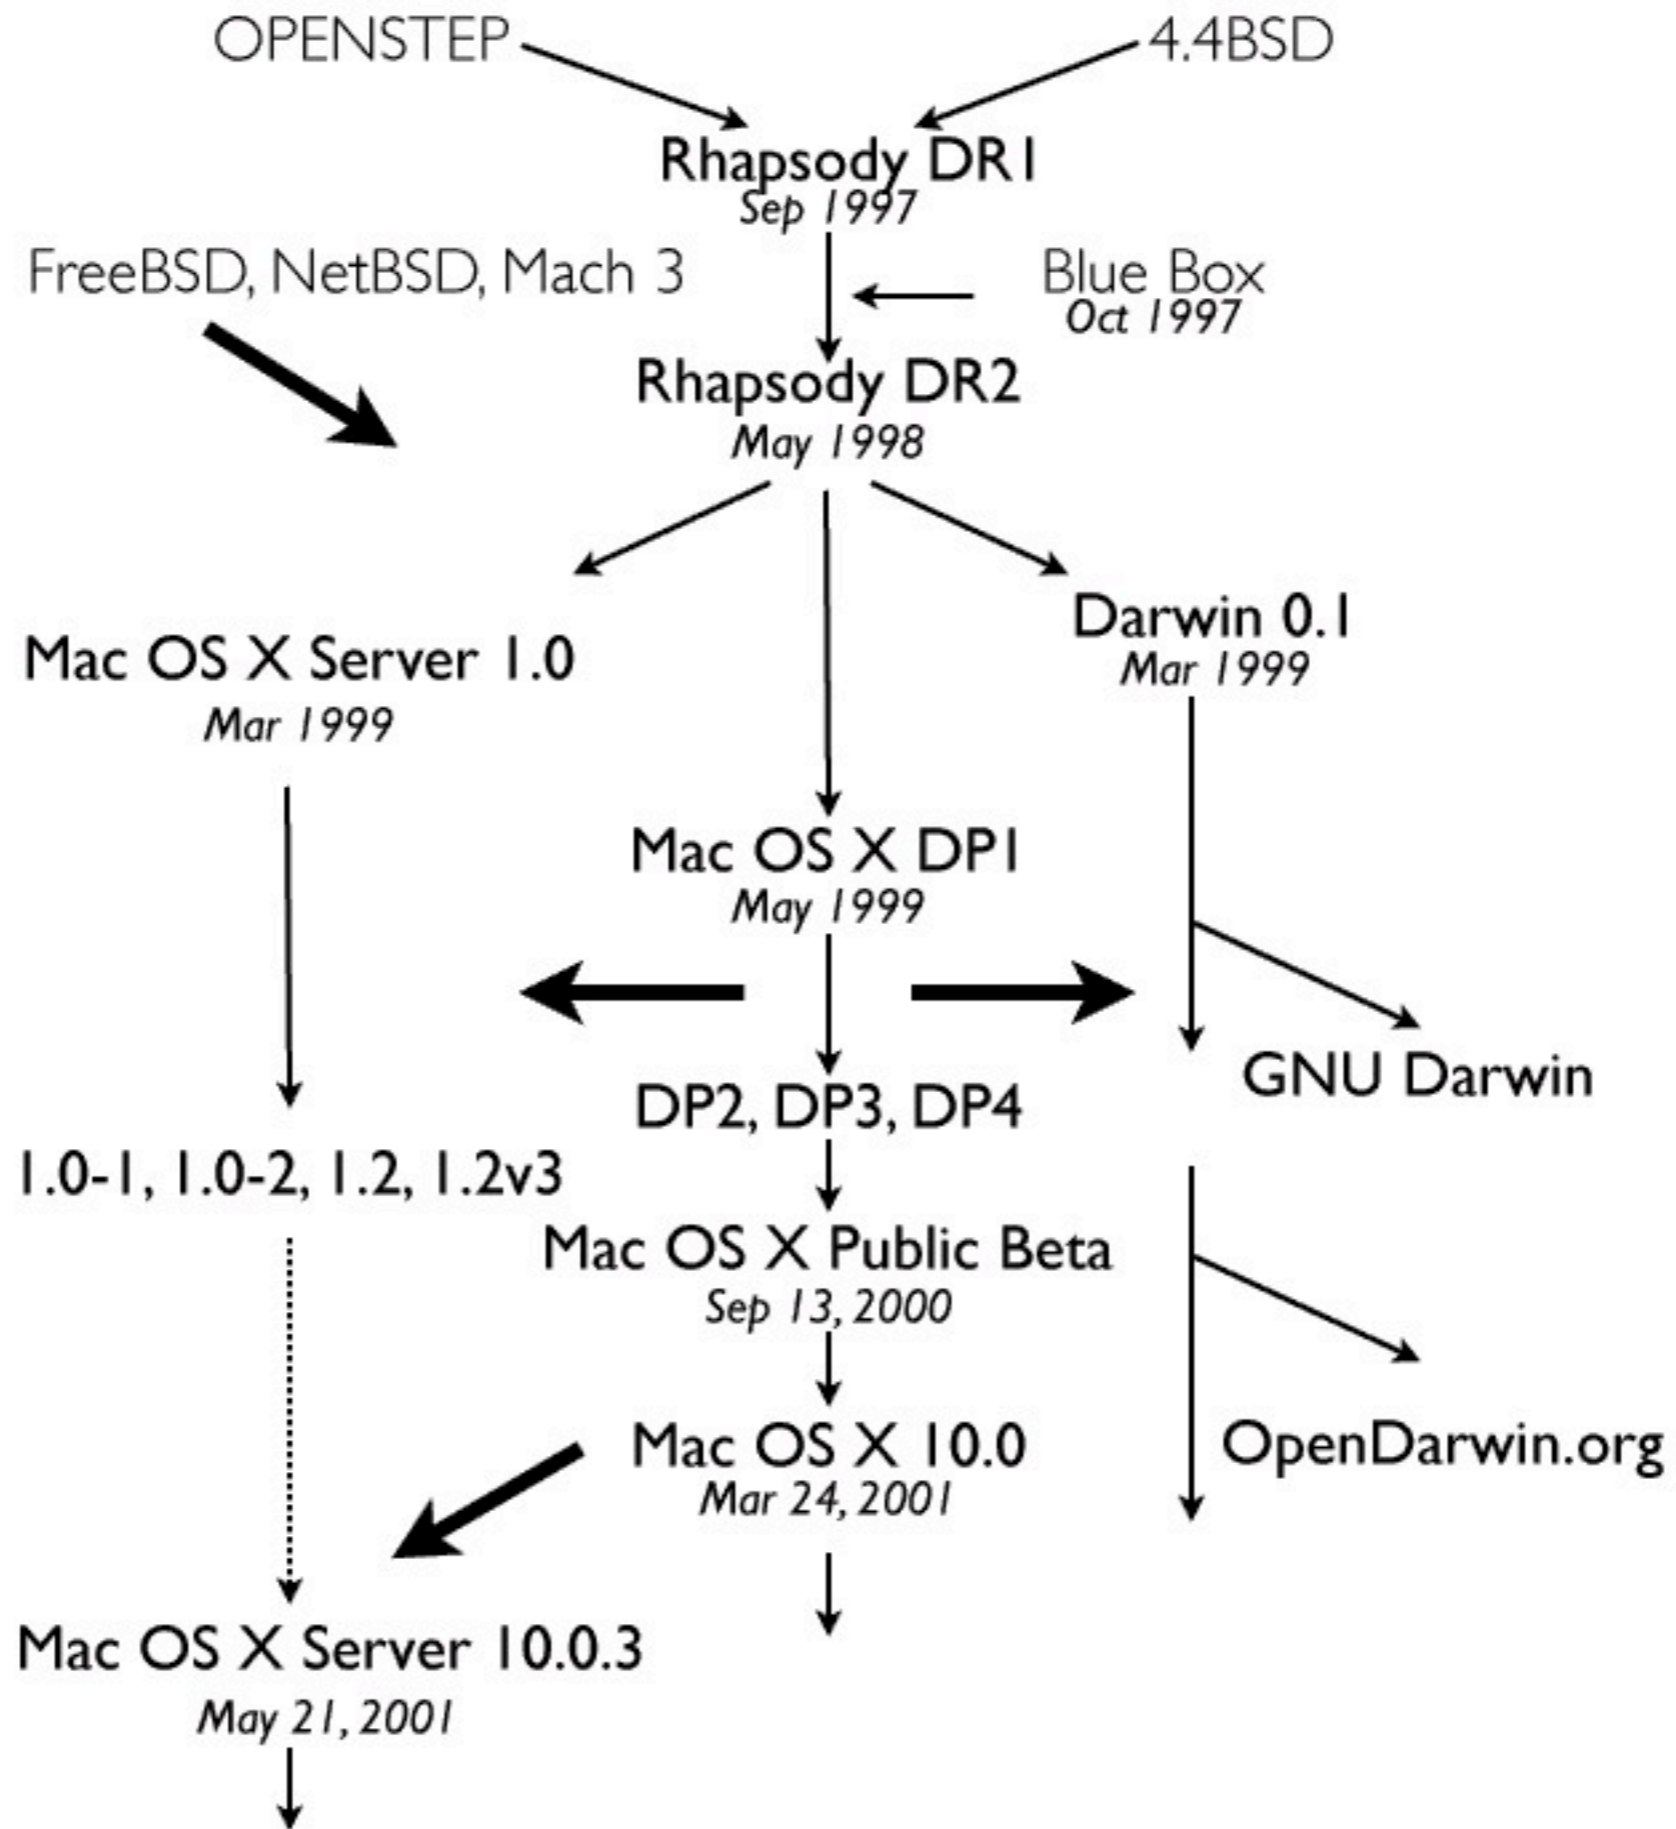 OPENSTEP
4.4BSD
Rhapsody DR1
Sep 1997
FreeBSD, NetBSD, Mach 3
Blue Box
Oct 1997
Rhapsody DR2
May 1998
Mac OS X Server 1.0
Mar 1999
Darwin 0.1
Mar 1999
Mac OS X DP1
May 1999
GNU Darwin
DP2, DP3, DP4
1.0-1, 1.0-2, 1.2, 1.2v3
Mac OS X Public Beta
Sep 13, 2000
Mac OS X 10.0
Mar 24, 2001
OpenDarwin.org
Mac OS X Server 10.0.3
May 21, 2001